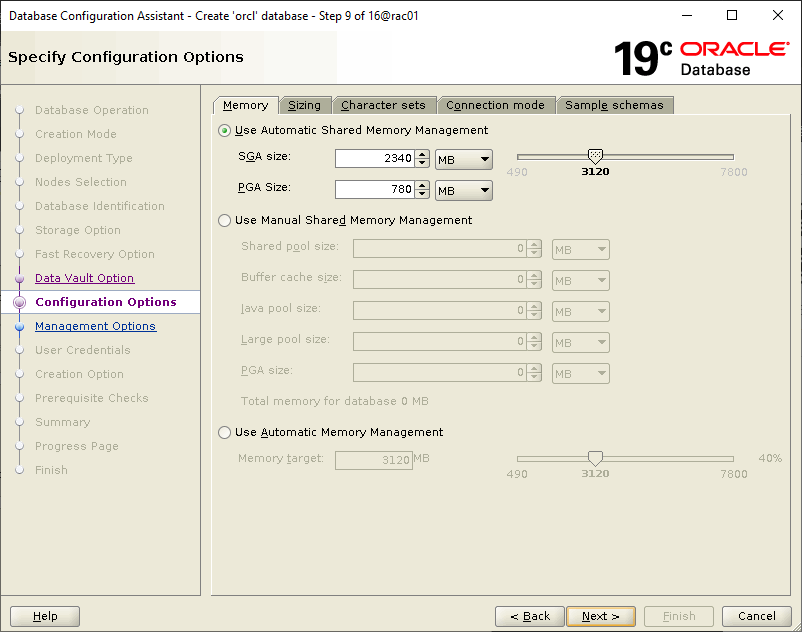 Database Configuration Assistant - Create 'orcl' database - Step 9 of 16@rac01
Specify Configuration Options
19c ORACLE
Database
Database Operation
Creation Mode
Deployment Type
Nodes Selection
Database Identification
Storage Option
Fast Recovery Option
Data Vault Option
Configuration Options
Management Options
User Credentials
Creation Option
Prerequisite Checks
Summary
Progress Page
Finish
Memory Sizing Character sets Connection mode Sample schemas
Use Automatic Shared Memory Management
SGA size: 2340 MB
490 3120 7800
PGA Size: 780 MB
Use Manual Shared Memory Management
Shared pool size: 0 MB
Buffer cache size: 0 MB
Java pool size: 0 MB
Large pool size: 0 MB
PGA size: 0 MB
Total memory for database 0 MB
Use Automatic Memory Management
Memory target: 3120 MB 40%
490 3120 7800
Help < Back Next > Finish Cancel